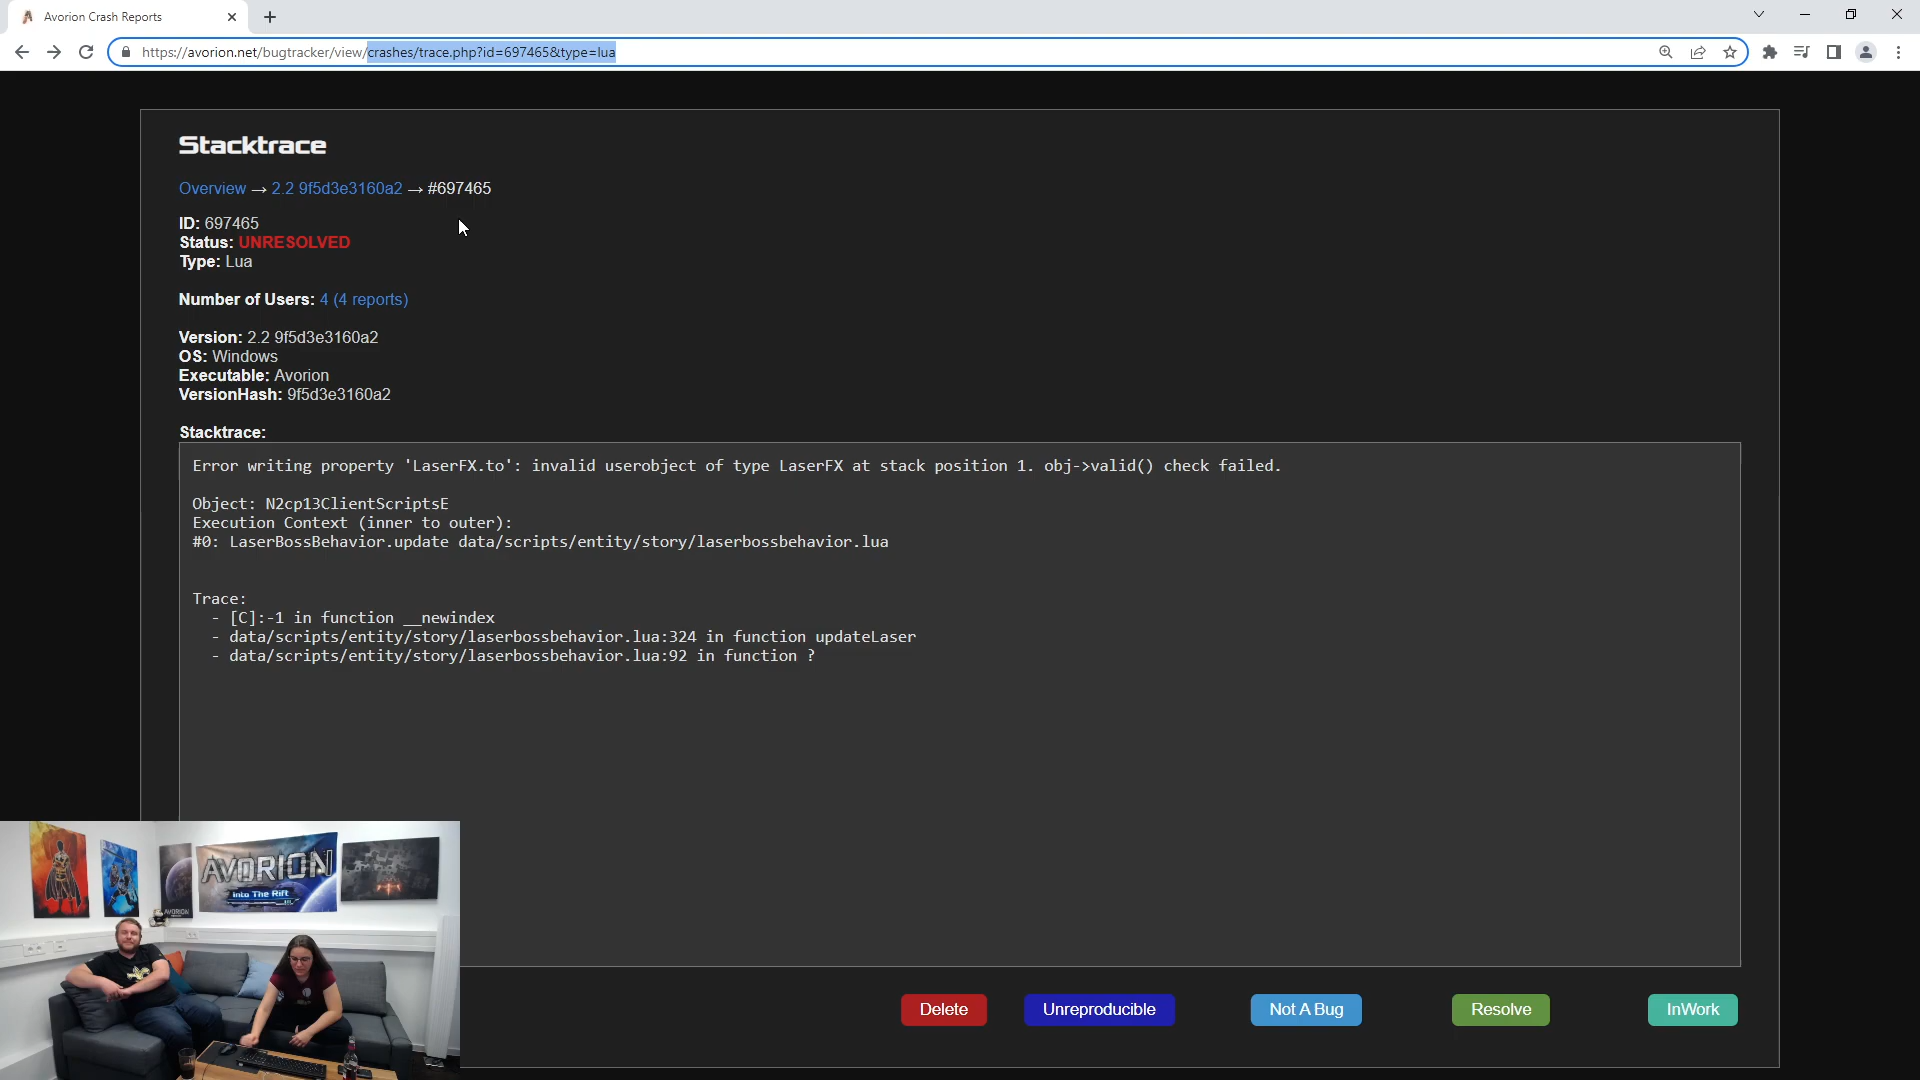 Avorion Crash Reports
https://avorion.net/bugtracker/view/crashes/trace.php?id=697465&type=lua
Stacktrace
Overview → 2.2 9f5d3e3160a2 → #697465
ID: 697465
Status: UNRESOLVED
Type: Lua
Number of Users: 4 (4 reports)
Version: 2.2 9f5d3e3160a2
OS: Windows
Executable: Avorion
VersionHash: 9f5d3e3160a2
Stacktrace:
Error writing property 'LaserFX.to': invalid userobject of type LaserFX at stack position 1. obj->valid() check failed.
Object: N2cp13ClientScriptsE
Execution Context (inner to outer):
#0: LaserBossBehavior.update data/scripts/entity/story/laserbossbehavior.lua
Trace:
- [C]:-1 in function __newindex
- data/scripts/entity/story/laserbossbehavior.lua:324 in function updateLaser
- data/scripts/entity/story/laserbossbehavior.lua:92 in function ?
AVORION
Into The Rift
AVORION
Delete
Unreproducible
Not A Bug
Resolve
InWork